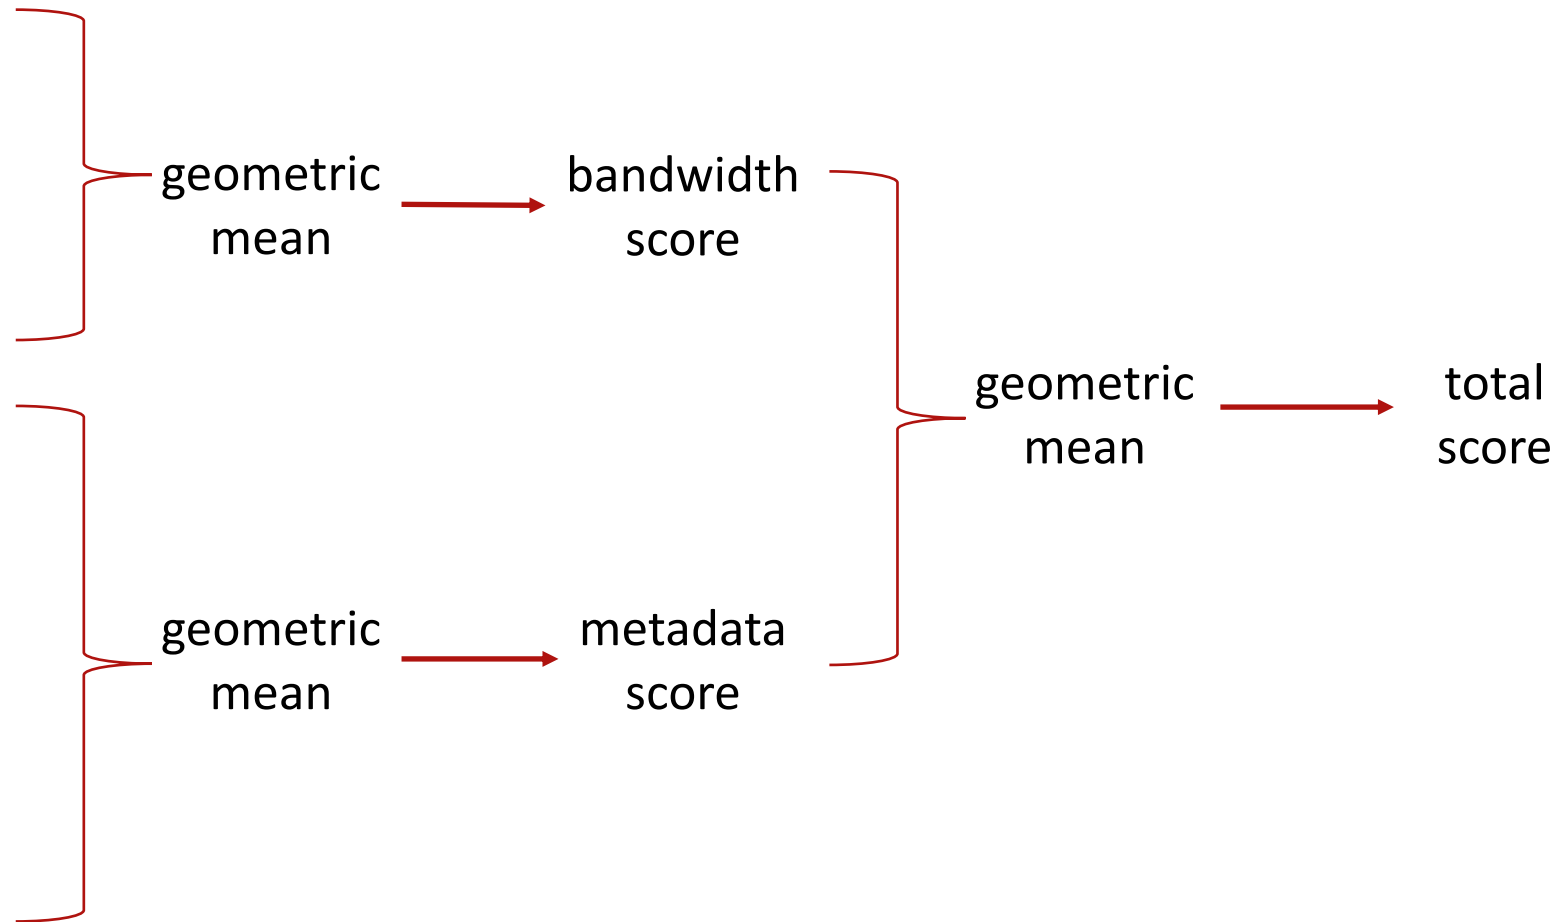 geometric
mean
bandwidth
score
geometric
mean
total
score
geometric
mean
metadata
score